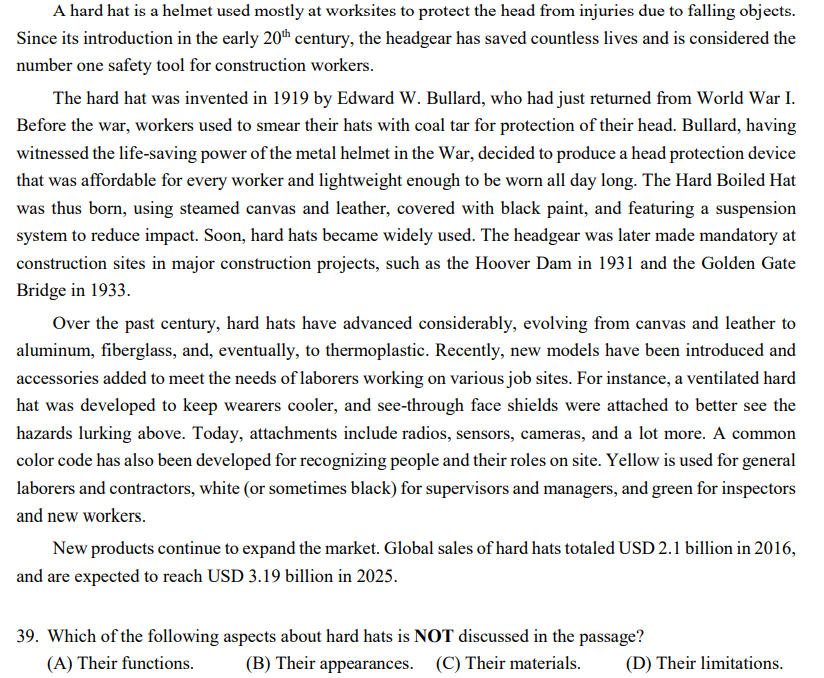 A hard hat is a helmet used mostly at worksites to protect the head from injuries due to falling objects.
Since its introduction in the early 20th century, the headgear has saved countless lives and is considered the
number one safety tool for construction workers.
The hard hat was invented in 1919 by Edward W. Bullard, who had just returned from World War I.
Before the war, workers used to smear their hats with coal tar for protection of their head. Bullard, having
witnessed the life-saving power of the metal helmet in the War, decided to produce a head protection device
that was affordable for every worker and lightweight enough to be worn all day long. The Hard Boiled Hat
was thus born, using steamed canvas and leather, covered with black paint, and featuring a suspension
system to reduce impact. Soon, hard hats became widely used. The headgear was later made mandatory at
construction sites in major construction projects, such as the Hoover Dam in 1931 and the Golden Gate
Bridge in 1933.
Over the past century, hard hats have advanced considerably, evolving from canvas and leather to
aluminum, fiberglass, and, eventually, to thermoplastic. Recently, new models have been introduced and
accessories added to meet the needs of laborers working on various job sites. For instance, a ventilated hard
hat was developed to keep wearers cooler, and see-through face shields were attached to better see the
hazards lurking above. Today, attachments include radios, sensors, cameras, and a lot more. A common
color code has also been developed for recognizing people and their roles on site. Yellow is used for general
laborers and contractors, white (or sometimes black) for supervisors and managers, and green for inspectors
and new workers.
New products continue to expand the market. Global sales of hard hats totaled USD 2.1 billion in 2016,
and are expected to reach USD 3.19 billion in 2025.
39. Which of the following aspects about hard hats is NOT discussed in the passage?
(A) Their functions. (B) Their appearances. (C) Their materials. (D) Their limitations.